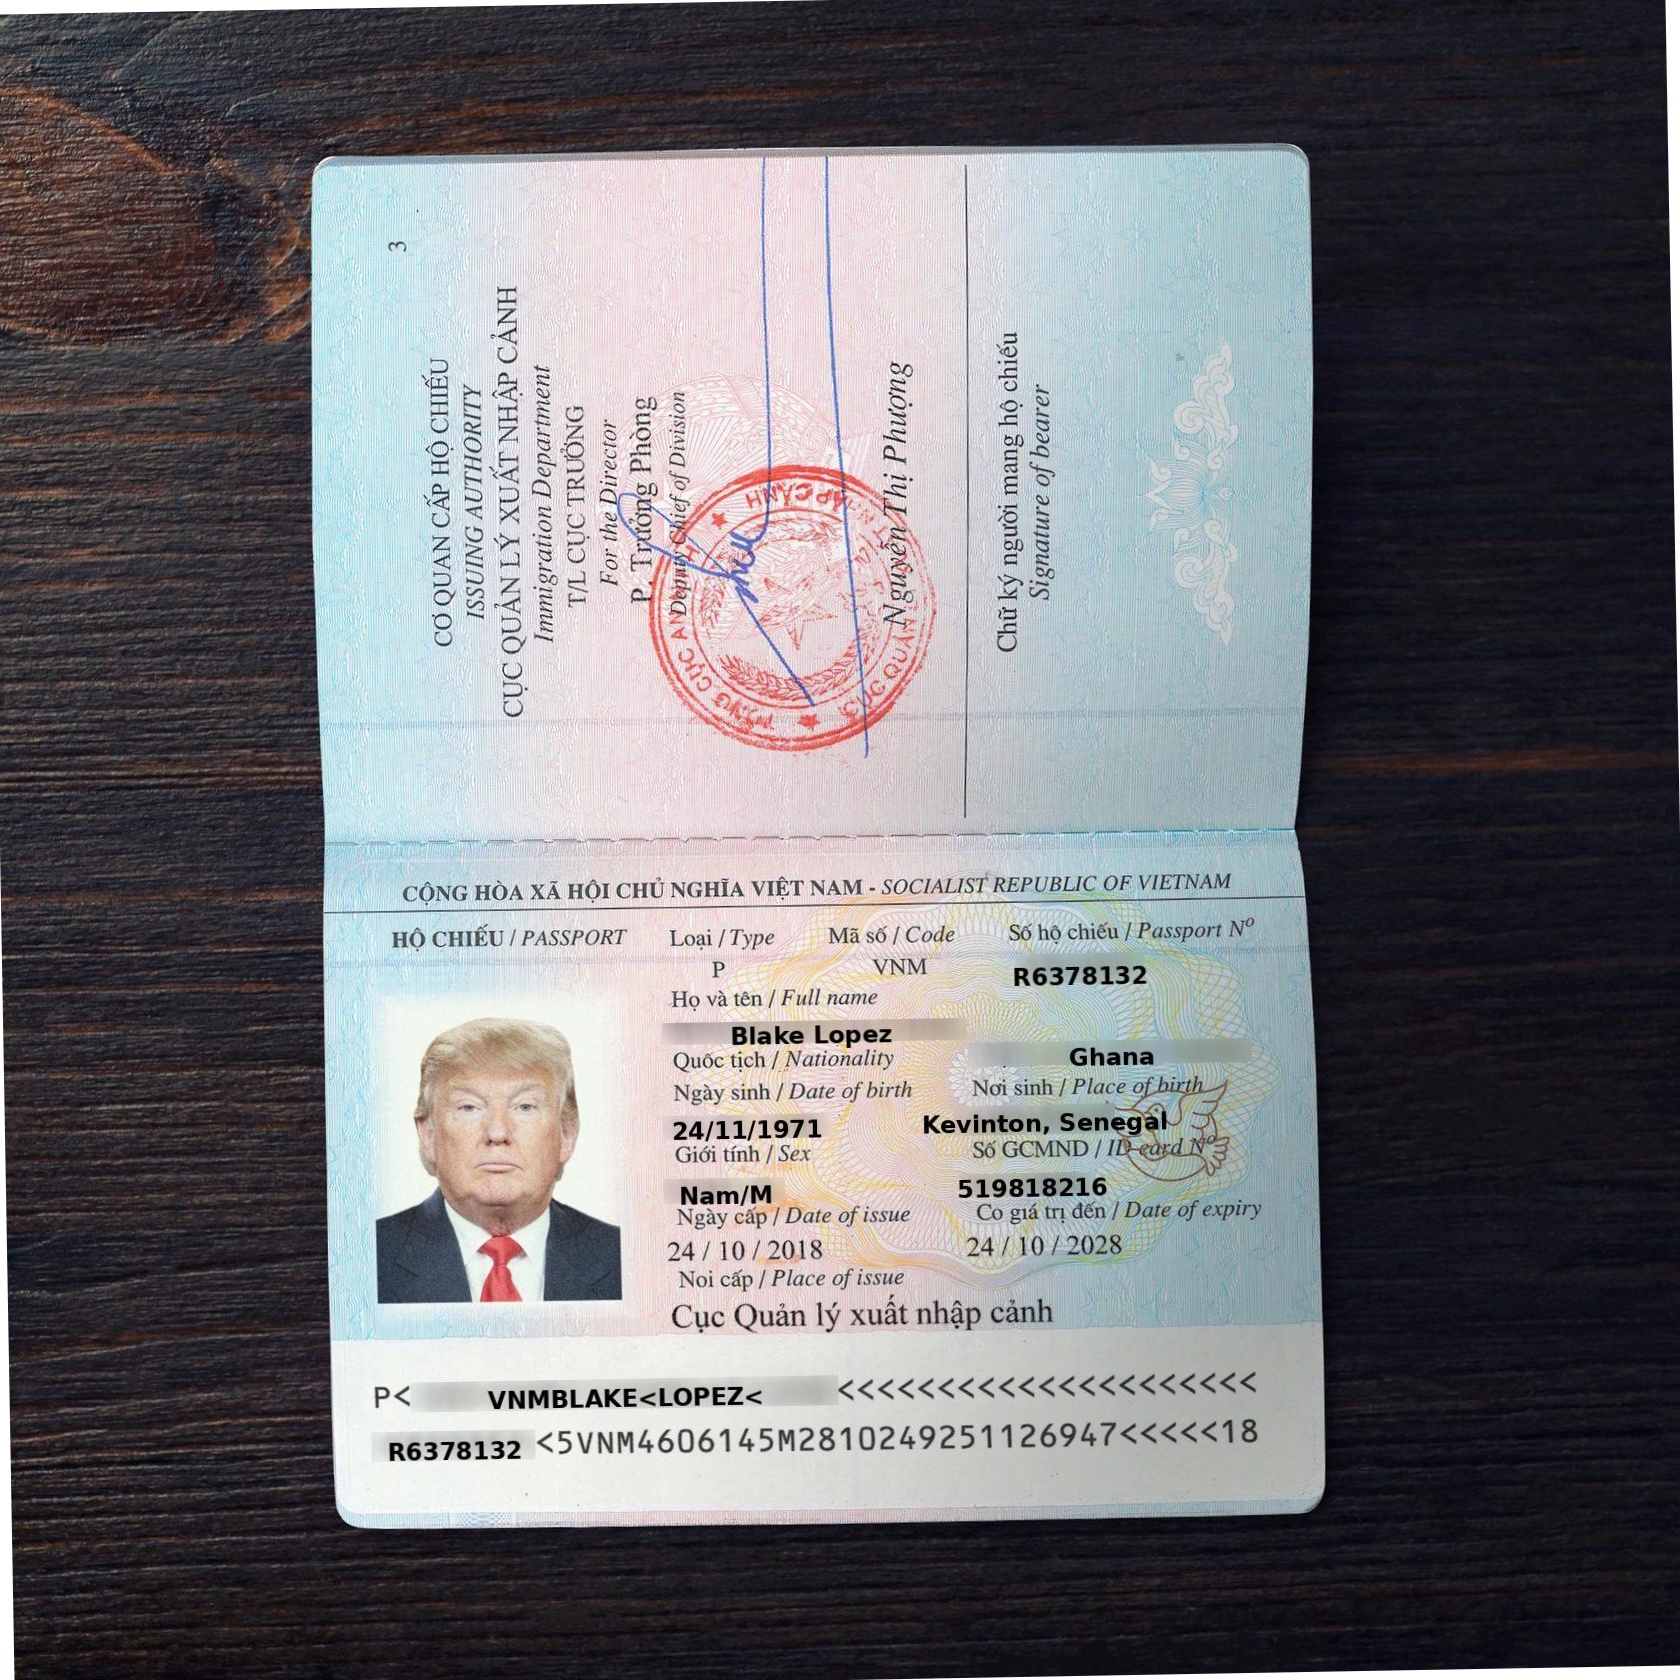 3
CƠ QUAN CẤP HỘ CHIẾU
ISSUING AUTHORITY
CỤC QUẢN LÝ XUẤT NHẬP CẢNH
Immigration Department
T/L CỤC TRƯỞNG
For the Director
P. Trưởng Phòng
Deputy Chief of Division
Nguyễn Thị Phượng
Chữ ký người mang hộ chiếu
Signature of bearer
CỘNG HÒA XÃ HỘI CHỦ NGHĨA VIỆT NAM - SOCIALIST REPUBLIC OF VIETNAM
HỘ CHIẾU / PASSPORT Loại / Type Mã số / Code Số hộ chiếu / Passport Nº
P VNM R6378132
Họ và tên / Full name
Blake Lopez
Quốc tịch / Nationality Ghana
Ngày sinh / Date of birth Nơi sinh / Place of birth
24/11/1971 Kevinton, Senegal
Giới tính / Sex Số GCMND / ID card Nº
Nam/M 519818216
Ngày cấp / Date of issue Co giá trị đến / Date of expiry
24 / 10 / 2018 24 / 10 / 2028
Noi cấp / Place of issue
Cục Quản lý xuất nhập cảnh
P< VNMBLAKE<LOPEZ< <<<<<<<<<<<<<<<<<<<<<
R6378132 <5VNM4606145M2810249251126947<<<<<18